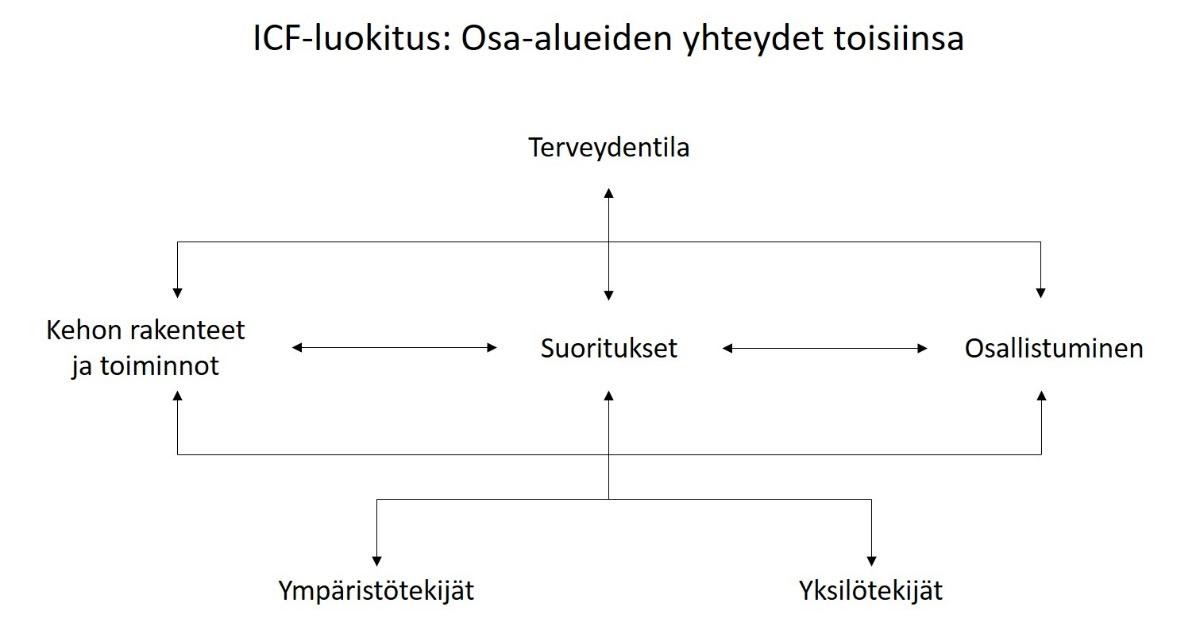 ICF-luokitus: Osa-alueiden yhteydet toisiinsa
Terveydentila
Kehon rakenteet
ja toiminnot
Suoritukset
Osallistuminen
Ympäristötekijät
Yksilötekijät